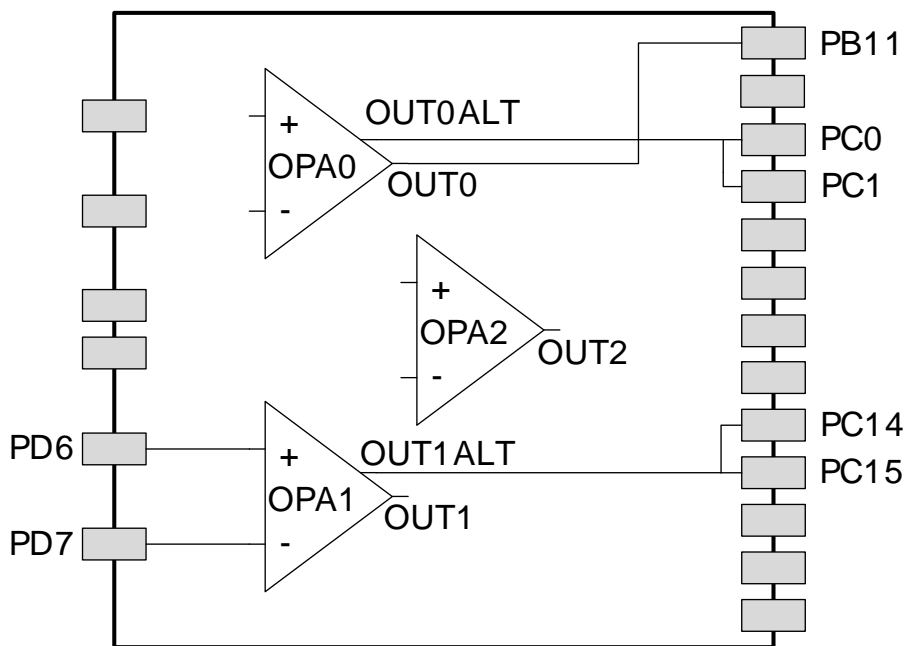 PB11
+
OUT0ALT
PC0
OPA0
OUT0
PC1
-
+
OPA2
OUT2
-
PC14
PD6
+
OUT1ALT
PC15
OPA1
OUT1
PD7
-